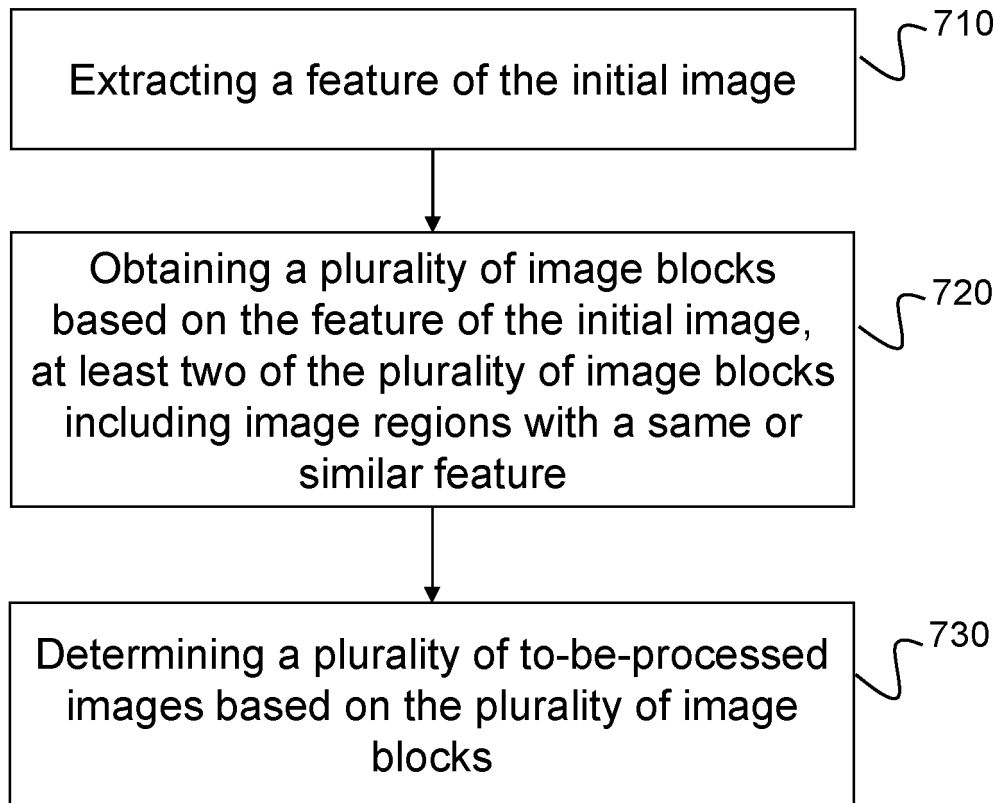 710
Extracting a feature of the initial image
Obtaining a plurality of image blocks
based on the feature of the initial image,
at least two of the plurality of image blocks
including image regions with a same or
similar feature
720
Determining a plurality of to-be-processed
images based on the plurality of image
blocks
730